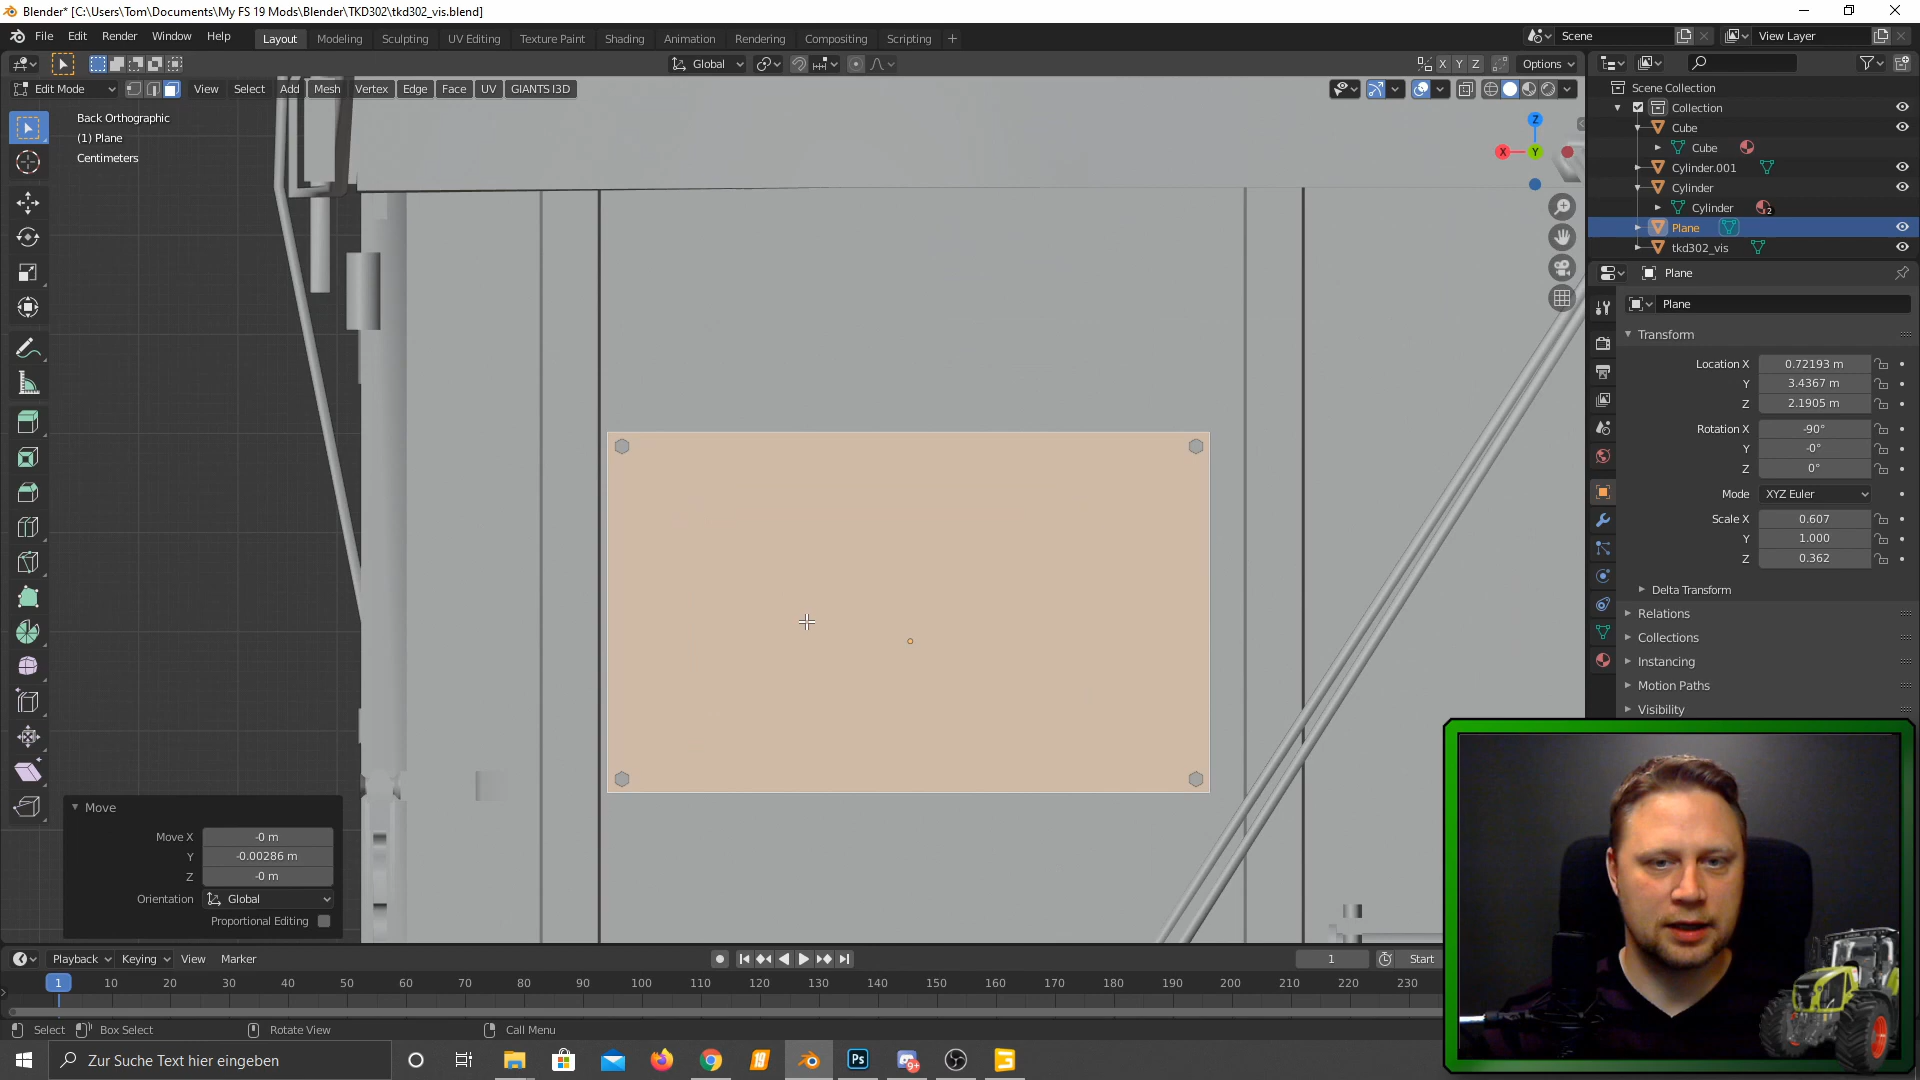 Blender* [C:\Users\Tom\Documents\My FS 19 Mods\Blender\TKD302\tkd302_vis.blend]
File Edit Render Window Help Layout Modeling Sculpting UV Editing Texture Paint Shading Animation Rendering Compositing Scripting + Scene View Layer
Global X Y Z Options
Edit Mode View Select Add Mesh Vertex Edge Face UV GIANTS I3D
Back Orthographic
(1) Plane
Centimeters
Z
X Y
Scene Collection
Collection
Cube
Cube
Cylinder.001
Cylinder
Cylinder 2
Plane
tkd302_vis
Plane
Plane
Transform
Location X 0.72193 m
Y 3.4367 m
Z 2.1905 m
Rotation X -90°
Y -0°
Z 0°
Mode XYZ Euler
Scale X 0.607
Y 1.000
Z 0.362
Delta Transform
Relations
Collections
Instancing
Motion Paths
Visibility
Move
Move X -0 m
Y -0.00286 m
Z -0 m
Orientation Global
Proportional Editing
Playback Keying View Marker 1 Start
1 10 20 30 40 50 60 70 80 90 100 110 120 130 140 150 160 170 180 190 200 210 220 230
Select Box Select Rotate View Call Menu
Zur Suche Text hier eingeben 19 Ps 9+